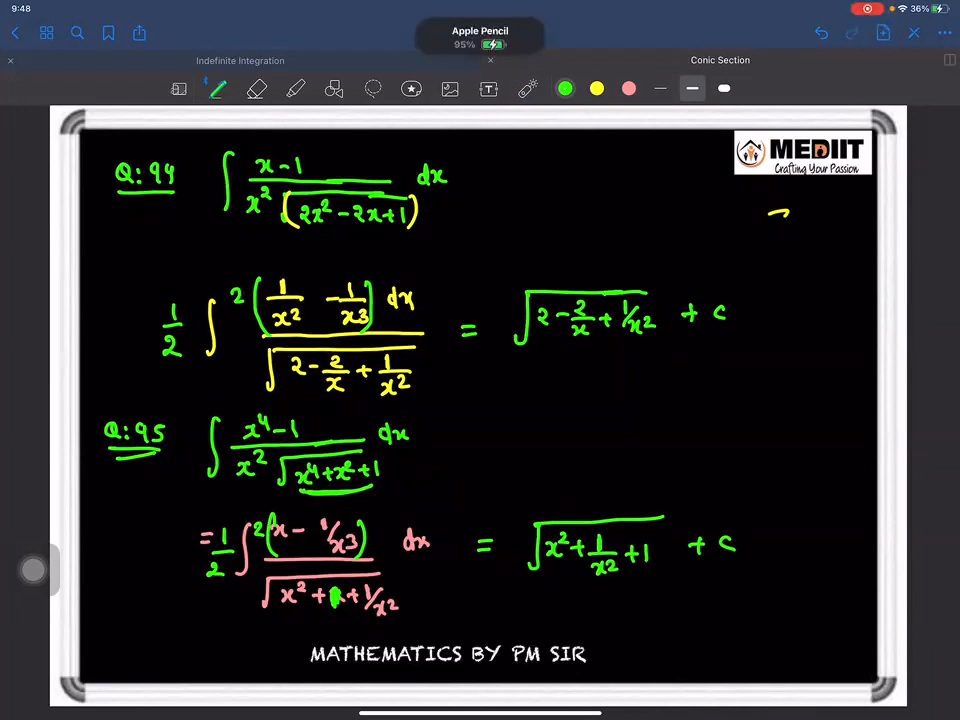 9:48
36%
Apple Pencil
95%
Indefinite Integration
Conic Section
MEDIIT
Crafting Your Passion
Q:94 ∫ x-1 / x² √(2x²-2x+1) dx
1/2 ∫ 2(1/x² - 1/x3) dx / √2-2/x+1/x² = √2-2/x+1/x² + c
Q:95 ∫ x⁴-1 / x² √x⁴+x²+1 dx
= 1/2 ∫ 2(x - 1/x3) dx / √x²+1+1/x² = √x²+1/x²+1 + c
MATHEMATICS BY PM SIR